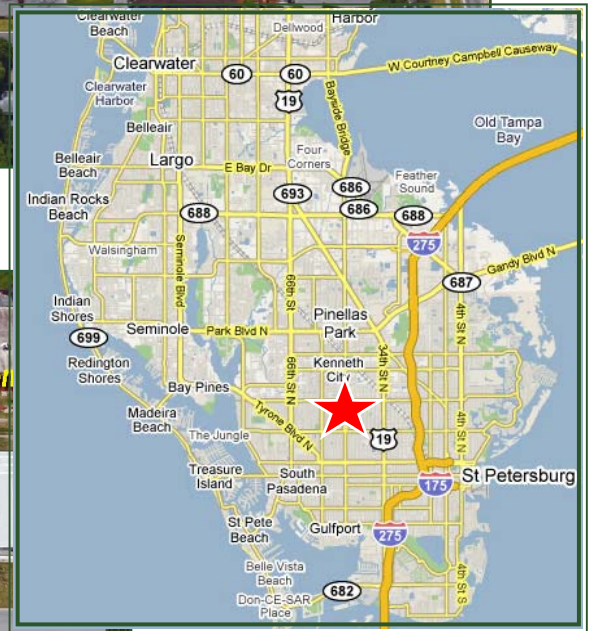 Clearwater
Beach
Harbor
Dellwood
Clearwater
60
60
W Courtney Campbell Causeway
19
Clearwater
Harbor
Bayside Bridge
Old Tampa
Bay
Belleair
Four
Corners
Largo
E Bay Dr
Belleair
Beach
Feather
Sound
693
686
686
688
688
Indian Rocks
Beach
275
Walsingham
Seminole Blvd
66th St
Gandy Blvd N
687
Indian
Shores
4th St N
Pinellas
Park
Seminole
Park Blvd N
34th St N
699
Redington
Shores
Kenneth
City
66th St N
Bay Pines
Madeira
Beach
Tyrone Blvd N
The Jungle
19
4th St N
Treasure
Island
South
Pasadena
St Petersburg
175
St Pete
Beach
Gulfport
275
Belle Vista
Beach
4th St S
682
Don-CE-SAR
Place